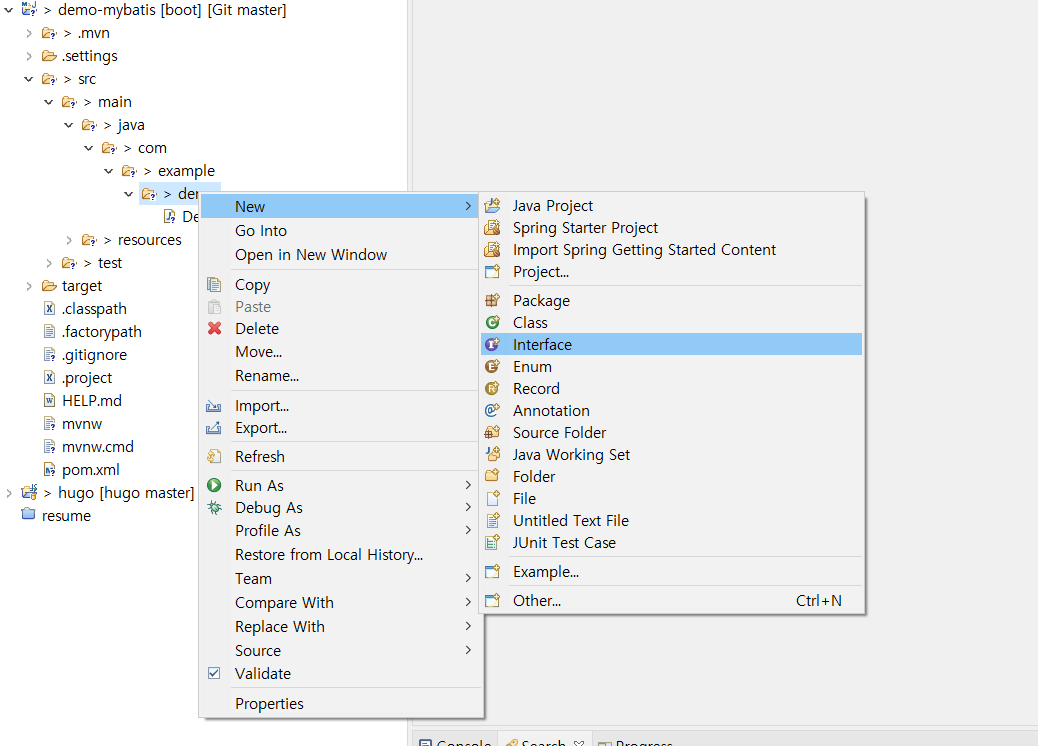 > demo-mybatis [boot] [Git master]
> .mvn
.settings
> src
> main
> java
> com
> example
>
> resources
> test
target
.classpath
.factorypath
.gitignore
.project
HELP.md
mvnw
mvnw.cmd
pom.xml
> hugo [hugo master]
resume
New
Go Into
Open in New Window
Copy
Paste
Delete
Move...
Rename...
Import...
Export...
Refresh
Run As
Debug As
Profile As
Restore from Local History...
Team
Compare With
Replace With
Source
Validate
Properties
Java Project
Spring Starter Project
Import Spring Getting Started Content
Project...
Package
Class
Interface
Enum
Record
Annotation
Source Folder
Java Working Set
Folder
File
Untitled Text File
JUnit Test Case
Example...
Other... Ctrl+N
Console Search Progress